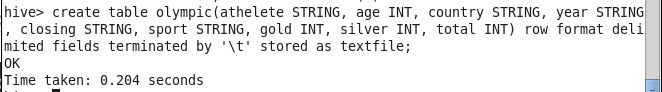 hive> create table olympic(athelete STRING, age INT, country STRING, year STRING
, closing STRING, sport STRING, gold INT, silver INT, total INT) row format deli
mited fields terminated by '\t' stored as textfile;
OK
Time taken: 0.204 seconds